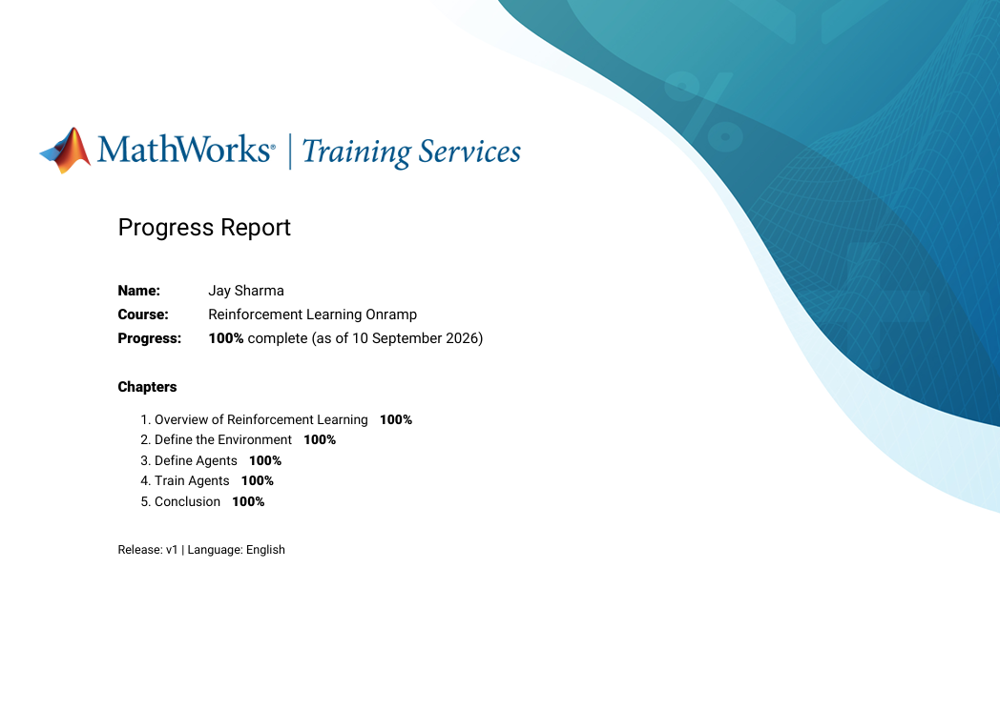 MathWorks® | Training Services
Progress Report
Name: Jay Sharma
Course: Reinforcement Learning Onramp
Progress: 100% complete (as of 10 September 2026)
Chapters
1. Overview of Reinforcement Learning 100%
2. Define the Environment 100%
3. Define Agents 100%
4. Train Agents 100%
5. Conclusion 100%
Release: v1 | Language: English